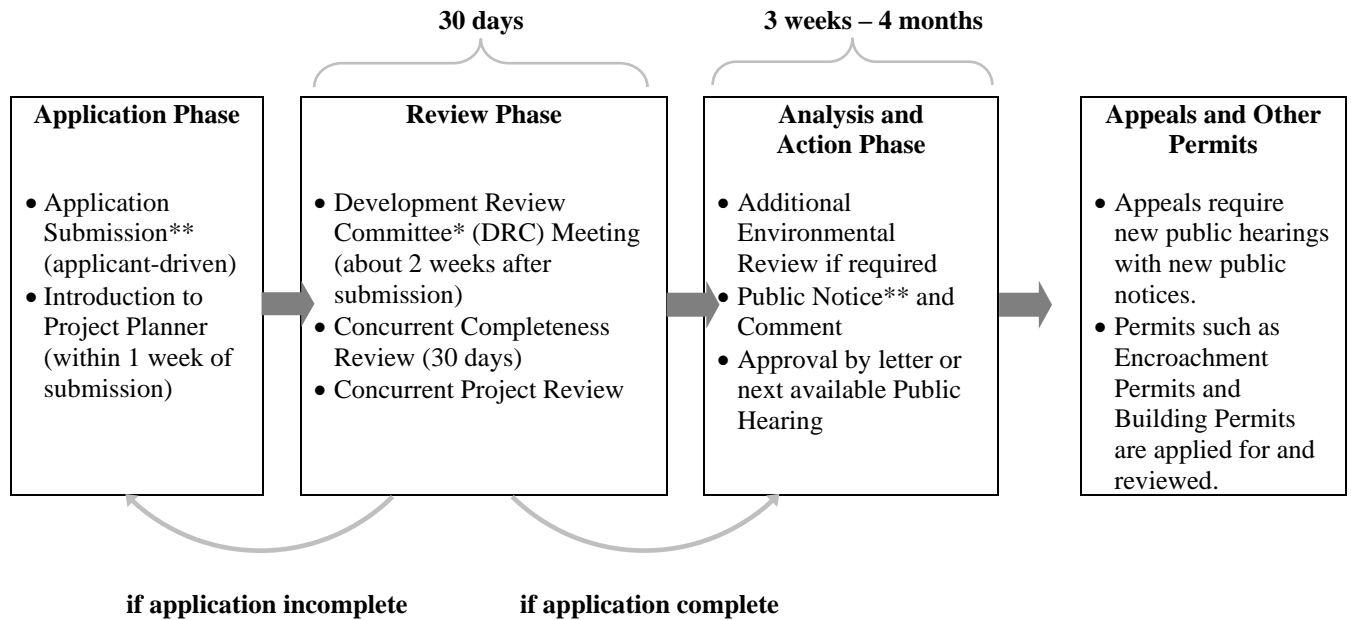 30 days
3 weeks – 4 months
Application Phase
• Application
Submission**
(applicant-driven)
• Introduction to
Project Planner
(within 1 week of
submission)
Review Phase
• Development Review
Committee* (DRC) Meeting
(about 2 weeks after
submission)
• Concurrent Completeness
Review (30 days)
• Concurrent Project Review
Analysis and
Action Phase
• Additional
Environmental
Review if required
• Public Notice** and
Comment
• Approval by letter or
next available Public
Hearing
Appeals and Other
Permits
• Appeals require
new public hearings
with new public
notices.
• Permits such as
Encroachment
Permits and
Building Permits
are applied for and
reviewed.
if application incomplete
if application complete